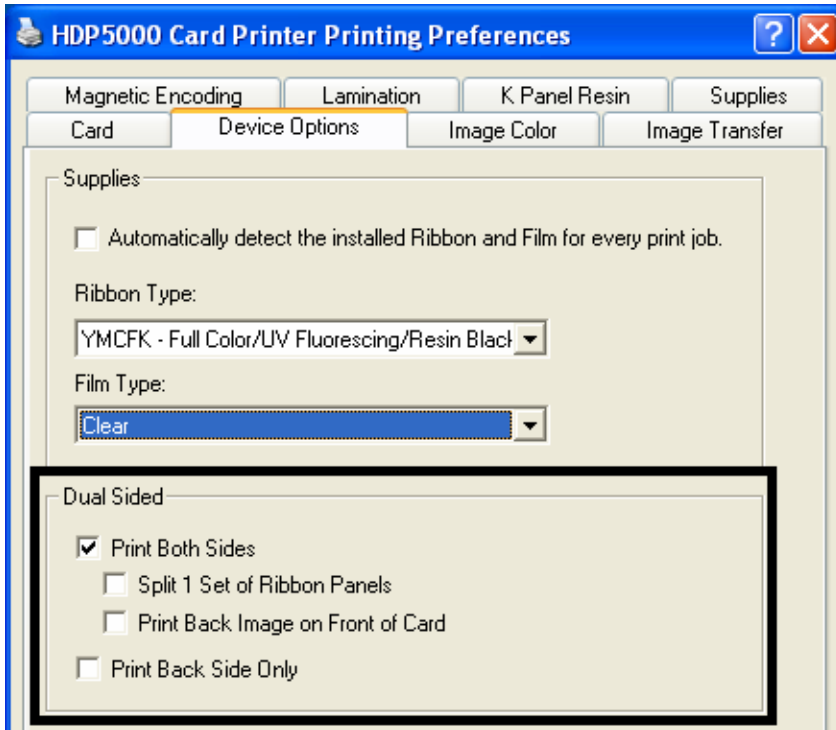 HDP5000 Card Printer Printing Preferences
Magnetic Encoding Lamination K Panel Resin Supplies
Card Device Options Image Color Image Transfer
Supplies
Automatically detect the installed Ribbon and Film for every print job.
Ribbon Type:
YMCFK - Full Color/UV Fluorescing/Resin Black
Film Type:
Clear
Dual Sided
Print Both Sides
Split 1 Set of Ribbon Panels
Print Back Image on Front of Card
Print Back Side Only